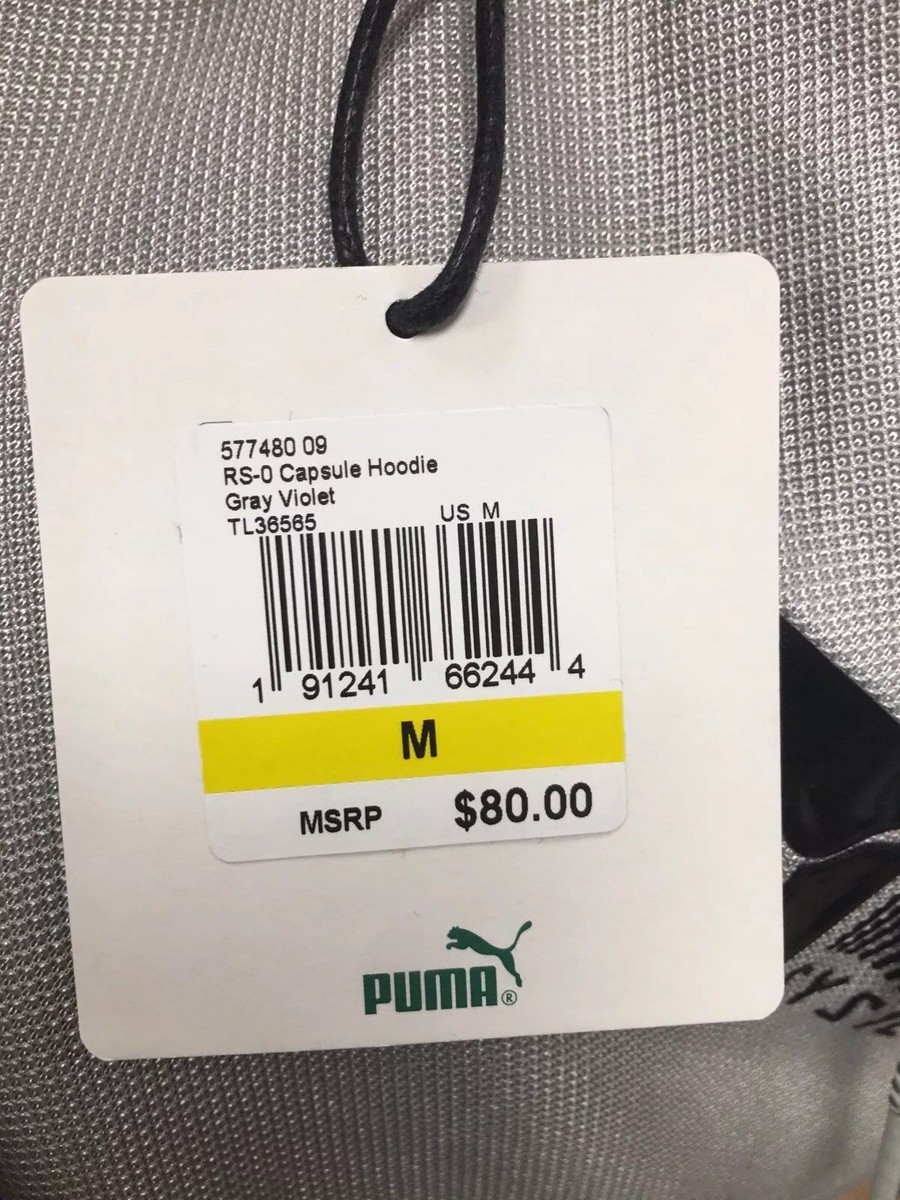 577480 09
RS-0 Capsule Hoodie
Gray Violet
TL36565
US M
1 91241 66244 4
M
MSRP $80.00
PUMA®